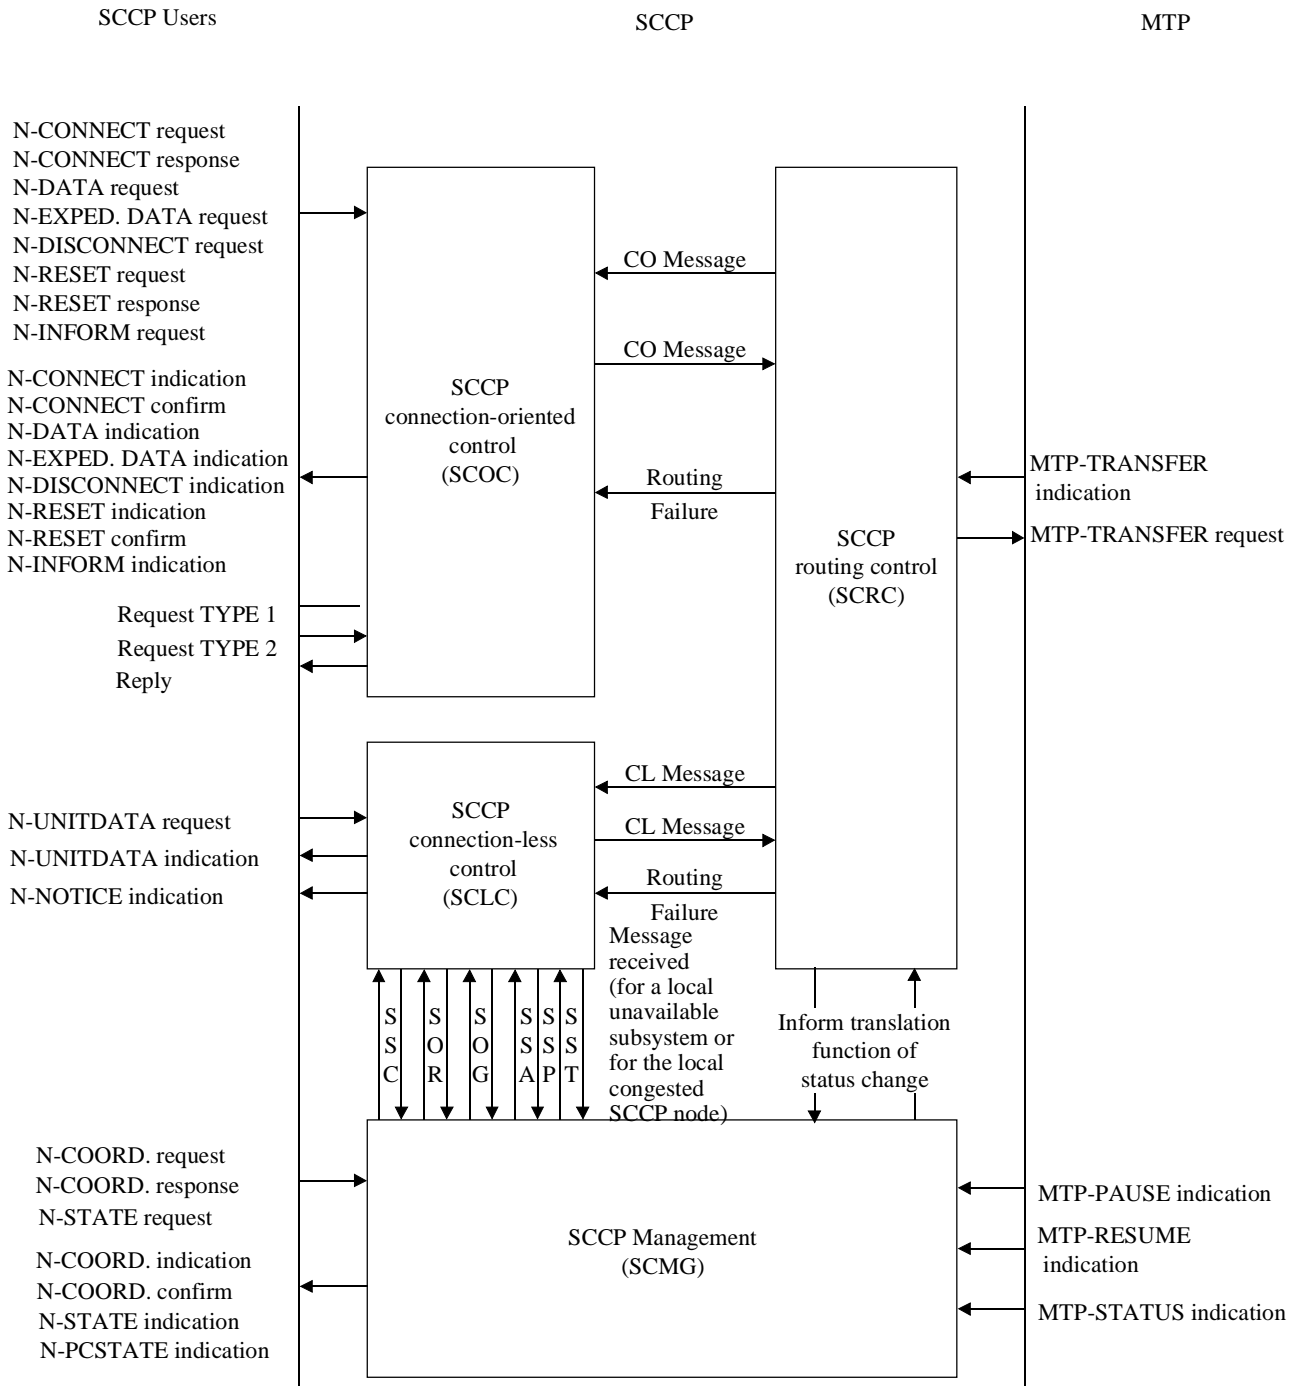 SCCP Users
SCCP
MTP
N-CONNECT request
N-CONNECT response
N-DATA request
N-EXPED. DATA request
N-DISCONNECT request
N-RESET request
N-RESET response
N-INFORM request
N-CONNECT indication
N-CONNECT confirm
N-DATA indication
N-EXPED. DATA indication
N-DISCONNECT indication
N-RESET indication
N-RESET confirm
N-INFORM indication
Request TYPE 1
Request TYPE 2
Reply
SCCP
connection-oriented
control
(SCOC)
CO Message
CO Message
Routing
Failure
SCCP
routing control
(SCRC)
MTP-TRANSFER
indication
MTP-TRANSFER request
N-UNITDATA request
N-UNITDATA indication
N-NOTICE indication
SCCP
connection-less
control
(SCLC)
CL Message
CL Message
Routing
Failure
Message
received
(for a local
unavailable
subsystem or
for the local
congested
SCCP node)
SSC
SOR
SOG
SSA
SSP
SST
Inform translation
function of
status change
N-COORD. request
N-COORD. response
N-STATE request
N-COORD. indication
N-COORD. confirm
N-STATE indication
N-PCSTATE indication
SCCP Management
(SCMG)
MTP-PAUSE indication
MTP-RESUME
indication
MTP-STATUS indication